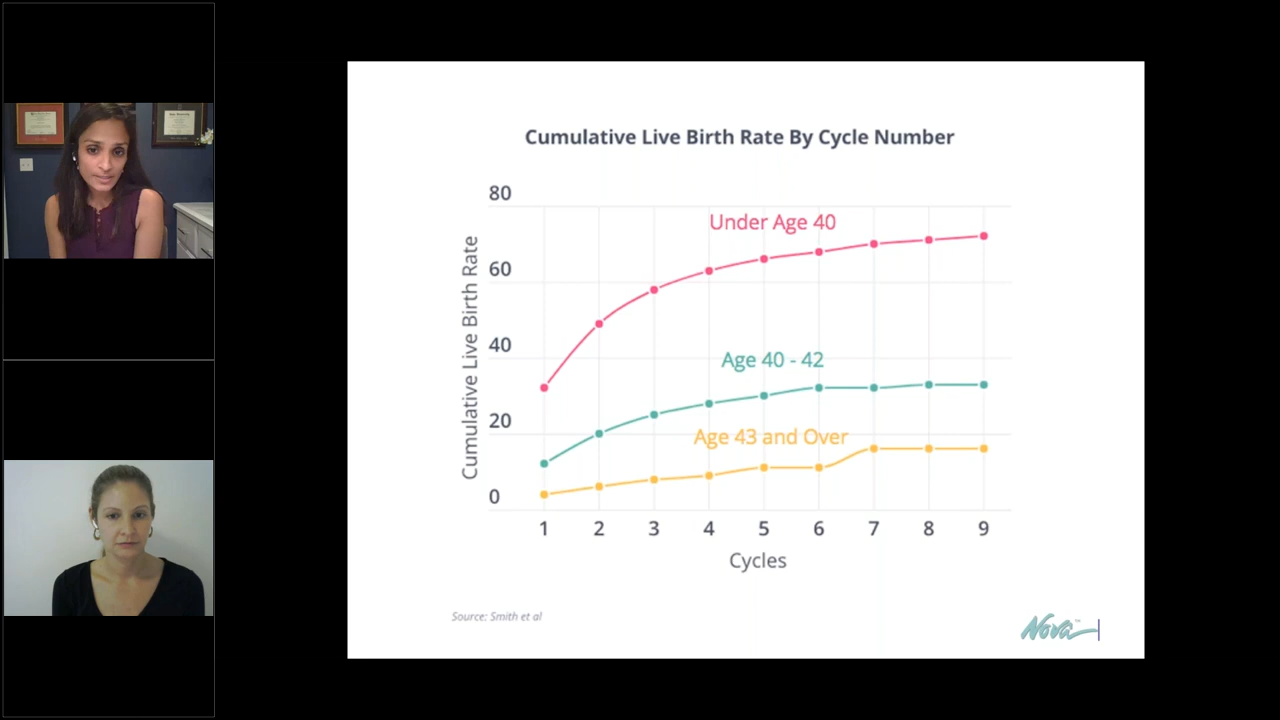 Cumulative Live Birth Rate By Cycle Number
Cumulative Live Birth Rate
80
60
40
20
0
Under Age 40
Age 40 - 42
Age 43 and Over
1 2 3 4 5 6 7 8 9
Cycles
Source: Smith et al
Nova